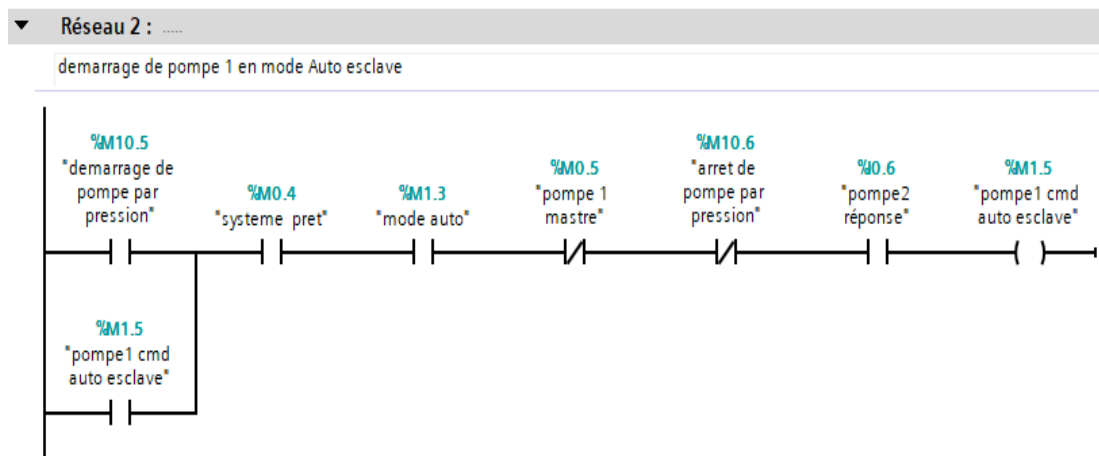 Réseau 2 : .....
demarrage de pompe 1 en mode Auto esclave
%M10.5
"demarrage de
pompe par
pression"
%M0.4
"systeme pret"
%M1.3
"mode auto"
%M0.5
"pompe 1
mastre"
%M10.6
"arret de
pompe par
pression"
%I0.6
"pompe2
réponse"
%M1.5
"pompe1 cmd
auto esclave"
%M1.5
"pompe1 cmd
auto esclave"